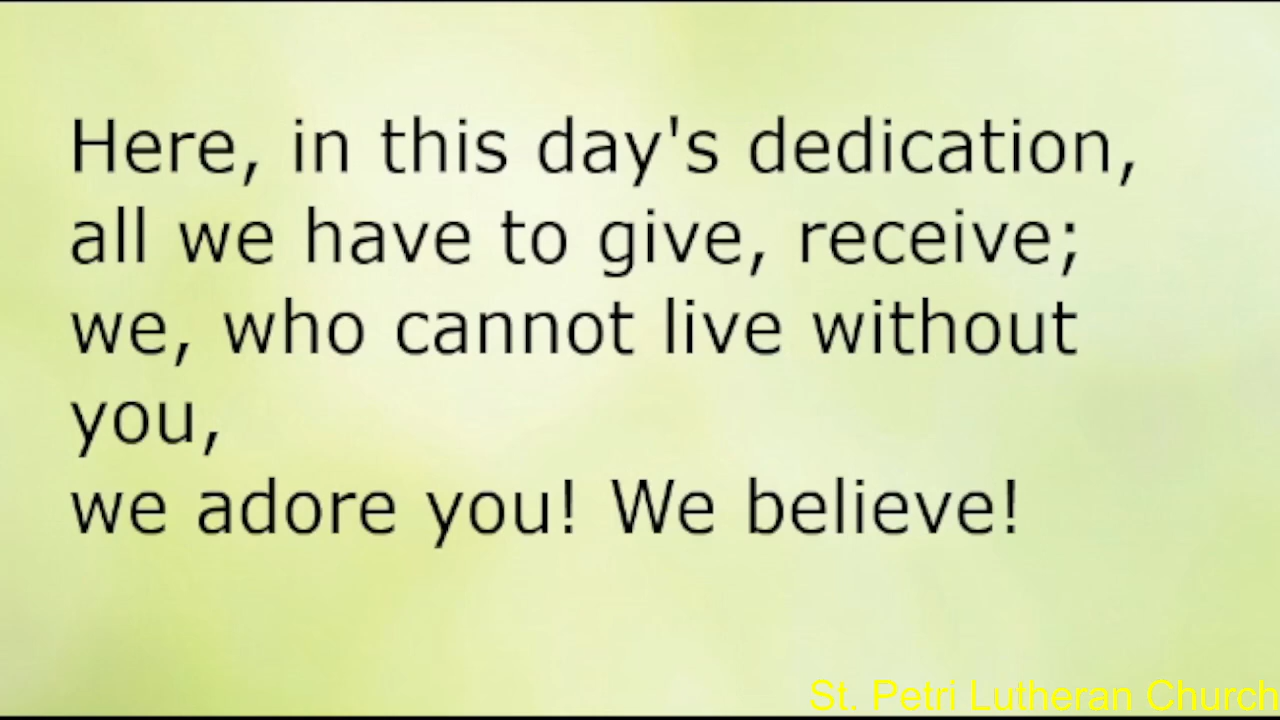 Here, in this day's dedication,
all we have to give, receive;
we, who cannot live without
you,
we adore you! We believe!
St. Petri Lutheran Church